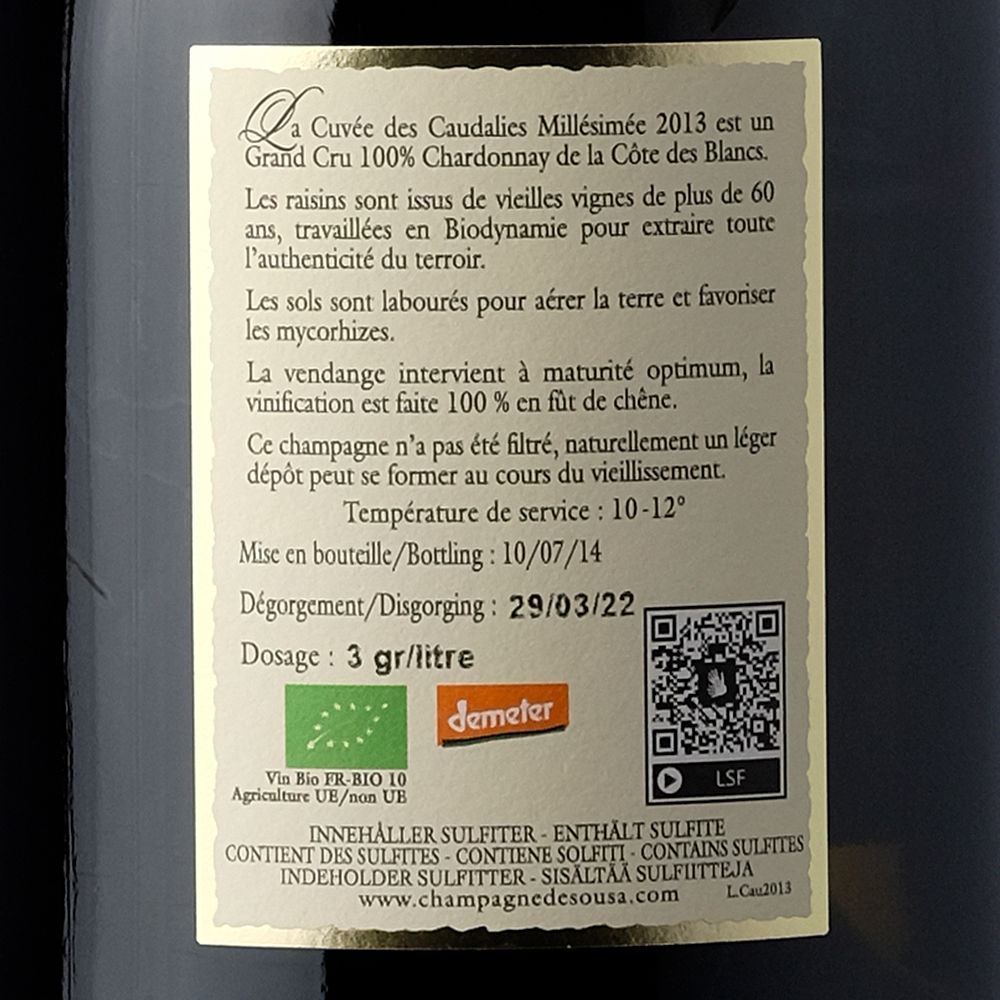 La Cuvée des Caudalies Millésimée 2013 est un
Grand Cru 100% Chardonnay de la Côte des Blancs.
Les raisins sont issus de vieilles vignes de plus de 60
ans, travaillées en Biodynamie pour extraire toute
l'authenticité du terroir.
Les sols sont labourés pour aérer la terre et favoriser
les mycorhizes.
La vendange intervient à maturité optimum, la
vinification est faite 100 % en fût de chêne.
Ce champagne n'a pas été filtré, naturellement un léger
dépôt peut se former au cours du vieillissement.
Température de service : 10-12°
Mise en bouteille/Bottling : 10/07/14
Dégorgement/Disgorging : 29/03/22
Dosage : 3 gr/litre
demeter
LSF
Vin Bio FR-BIO 10
Agriculture UE/non UE
INNEHÅLLER SULFITER - ENTHÄLT SULFITE
CONTIENT DES SULFITES - CONTIENE SOLFITI - CONTAINS SULFITES
INDEHOLDER SULFITTER - SISÄLTÄÄ SULFIITTEJA
www.champagnedesousa.com
L.Cau2013